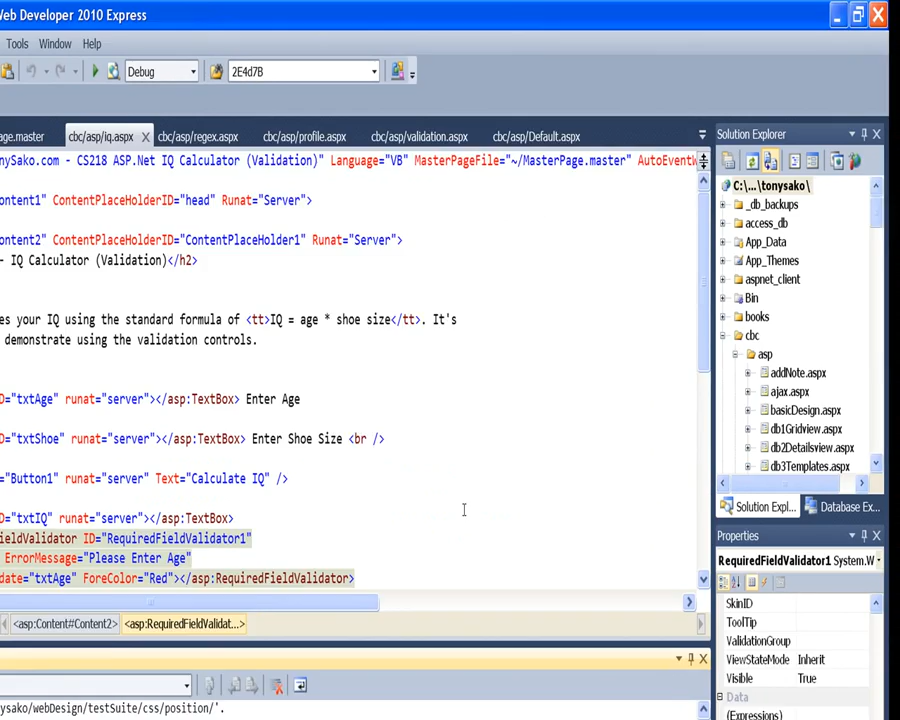 Web Developer 2010 Express
Tools Window Help
Debug 2E4d7B
age.master cbc/asp/iq.aspx cbc/asp/regex.aspx cbc/asp/profile.aspx cbc/asp/validation.aspx cbc/asp/Default.aspx
nySako.com - CS218 ASP.Net IQ Calculator (Validation)" Language="VB" MasterPageFile="~/MasterPage.master" AutoEventW
ontent1" ContentPlaceHolderID="head" Runat="Server">
ontent2" ContentPlaceHolderID="ContentPlaceHolder1" Runat="Server">
- IQ Calculator (Validation)</h2>
es your IQ using the standard formula of <tt>IQ = age * shoe size</tt>. It's
demonstrate using the validation controls.
D="txtAge" runat="server"></asp:TextBox> Enter Age
D="txtShoe" runat="server"></asp:TextBox> Enter Shoe Size <br />
="Button1" runat="server" Text="Calculate IQ" />
D="txtIQ" runat="server"></asp:TextBox>
ieldValidator ID="RequiredFieldValidator1"
ErrorMessage="Please Enter Age"
date="txtAge" ForeColor="Red"></asp:RequiredFieldValidator>
<asp:Content#Content2> <asp:RequiredFieldValidat...>
nysako/webDesign/testSuite/css/position/'.
Solution Explorer
C:\...\tonysako\
_db_backups
access_db
App_Data
App_Themes
aspnet_client
Bin
books
cbc
asp
addNote.aspx
ajax.aspx
basicDesign.aspx
db1Gridview.aspx
db2Detailsview.aspx
db3Templates.aspx
Solution Expl... Database Ex...
Properties
RequiredFieldValidator1 System.W
SkinID
ToolTip
ValidationGroup
ViewStateMode Inherit
Visible True
Data
(Expressions)